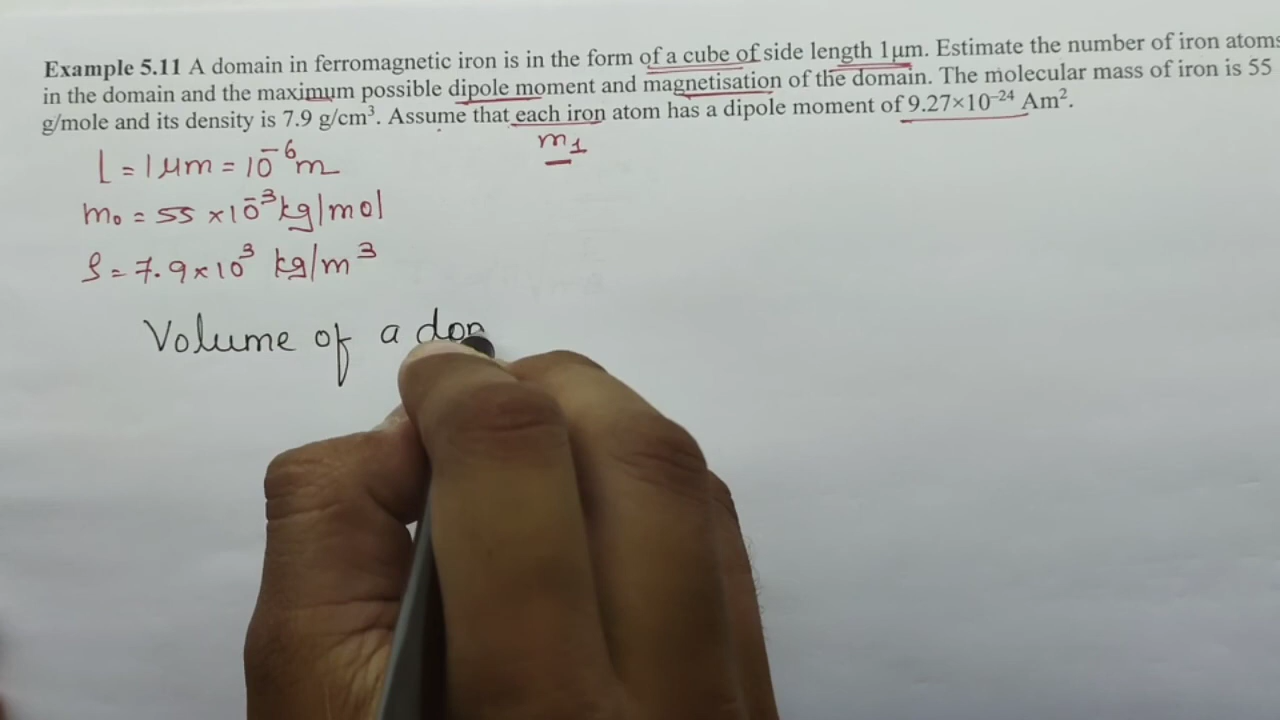 Example 5.11 A domain in ferromagnetic iron is in the form of a cube of side length 1μm. Estimate the number of iron atoms
in the domain and the maximum possible dipole moment and magnetisation of the domain. The molecular mass of iron is 55
g/mole and its density is 7.9 g/cm³. Assume that each iron atom has a dipole moment of 9.27×10⁻²⁴ Am².
m₁
l = 1 μm = 10⁻⁶ m
m₀ = 55 × 10⁻³ kg/mol
ρ = 7.9 × 10³ kg/m³
Volume of a dom